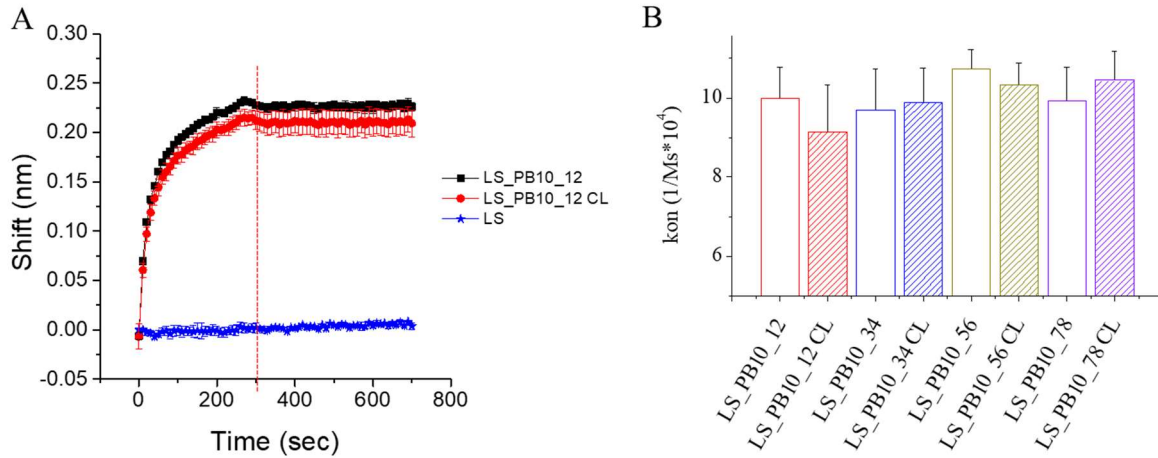 A
0.30
0.25
0.20
0.15
0.10
0.05
0.00
-0.05
Shift (nm)
0
200
400
600
800
Time (sec)
LS_PB10_12
LS_PB10_12 CL
LS
B
10
8
6
kon (1/Ms*10⁴)
LS_PB10_12
LS_PB10_12 CL
LS_PB10_34
LS_PB10_34 CL
LS_PB10_56
LS_PB10_56 CL
LS_PB10_78
LS_PB10_78 CL